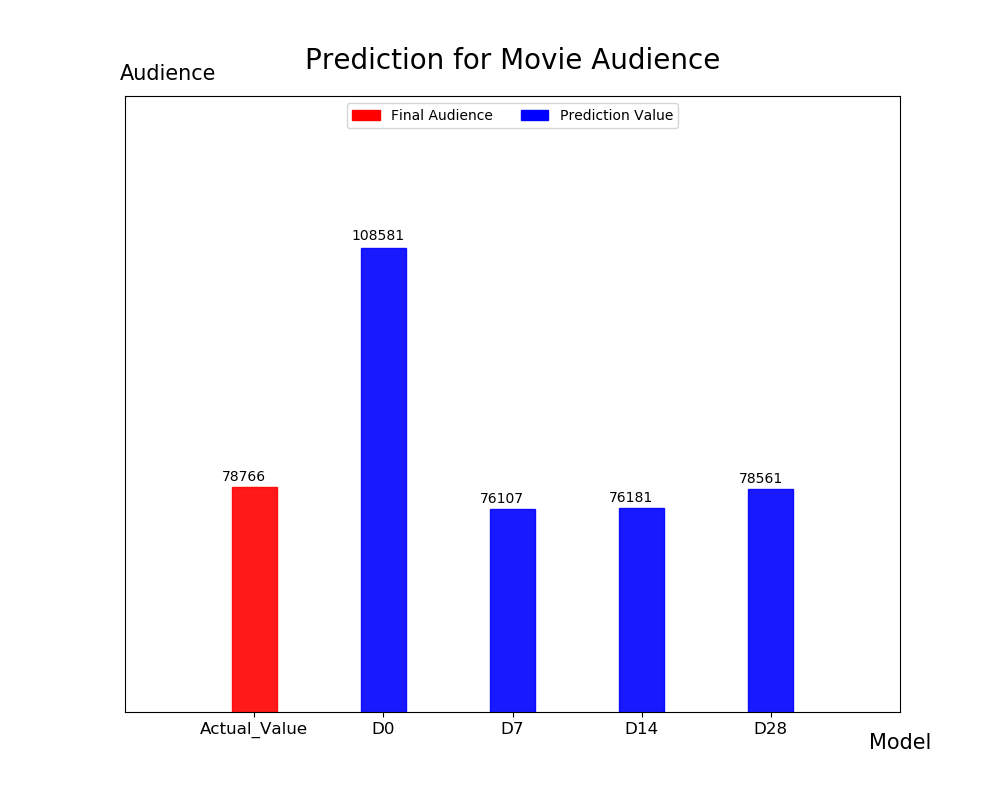 Prediction for Movie Audience
Audience
Final Audience
Prediction Value
108581
78766
76107
76181
78561
Actual_Value
D0
D7
D14
D28
Model